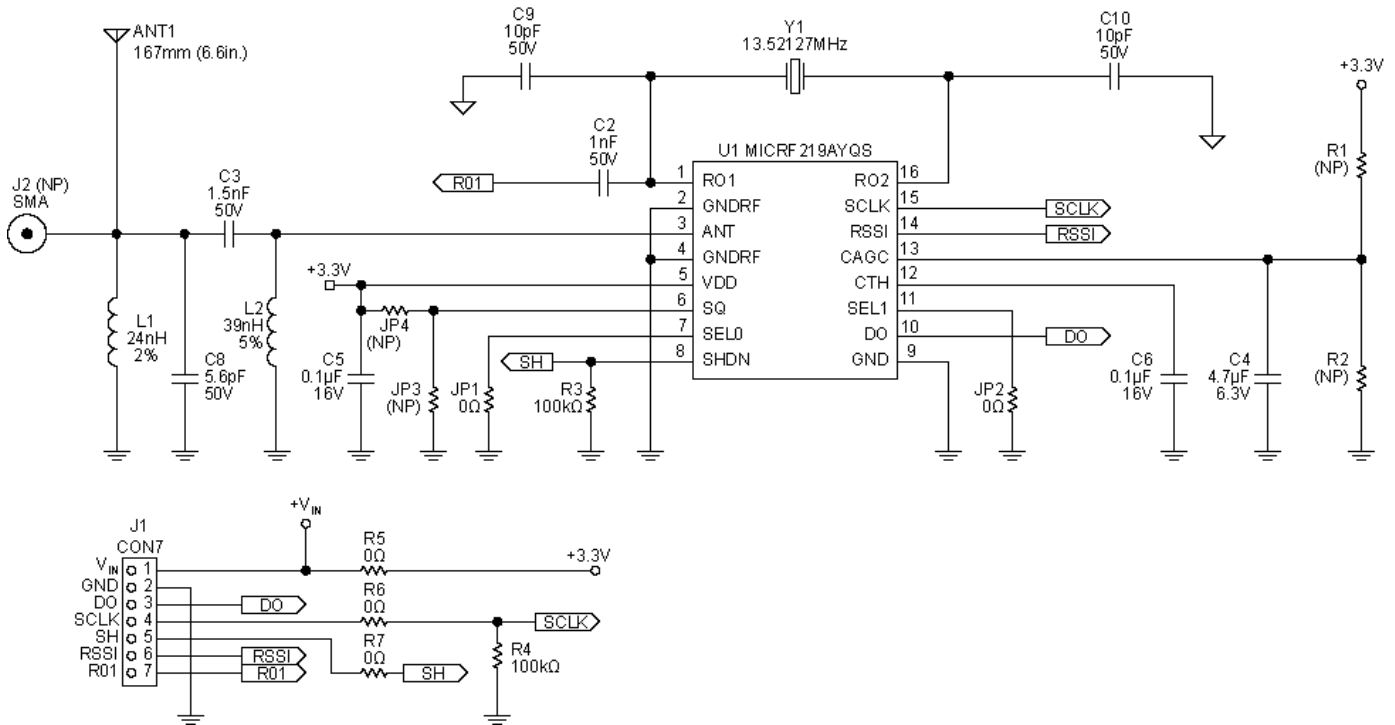 ANT1
167mm (6.6in.)
C9
10pF
50V
Y1
13.52127MHz
C10
10pF
50V
+3.3V
C2
1nF
50V
R01
U1 MICRF219AYQS
R1
(NP)
J2 (NP)
SMA
C3
1.5nF
50V
1 RO1
2 GNDRF
3 ANT
4 GNDRF
5 VDD
6 SQ
7 SEL0
8 SHDN
RO2 16
SCLK 15
RSSI 14
CAGC 13
CTH 12
SEL1 11
DO 10
GND 9
SCLK
RSSI
+3.3V
JP4
(NP)
L1
24nH
2%
L2
39nH
5%
C8
5.6pF
50V
C5
0.1µF
16V
JP3
(NP)
JP1
0Ω
SH
R3
100kΩ
DO
JP2
0Ω
C6
0.1µF
16V
C4
4.7µF
6.3V
R2
(NP)
+VIN
J1
CON7
VIN 1
GND 2
DO 3
SCLK 4
SH 5
RSSI 6
R01 7
R5
0Ω
+3.3V
DO
R6
0Ω
SCLK
R7
0Ω
R4
100kΩ
RSSI
R01
SH